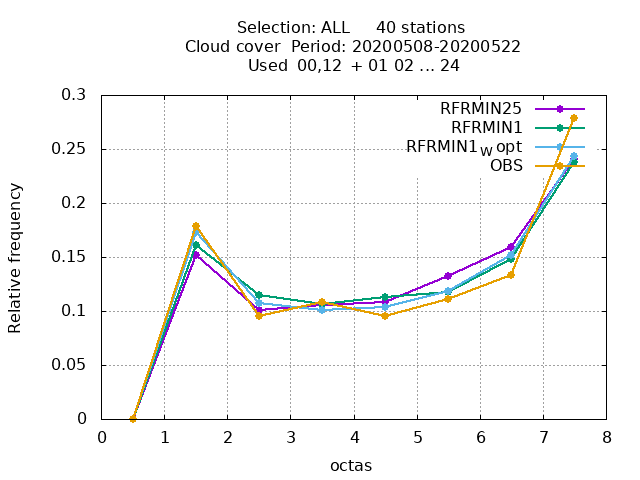 Selection: ALL 40 stations
Cloud cover Period: 20200508-20200522
Used 00,12 + 01 02 ... 24
RFRMIN25
RFRMIN1
RFRMIN1W opt
OBS
Relative frequency
0.3
0.25
0.2
0.15
0.1
0.05
0
0 1 2 3 4 5 6 7 8
octas